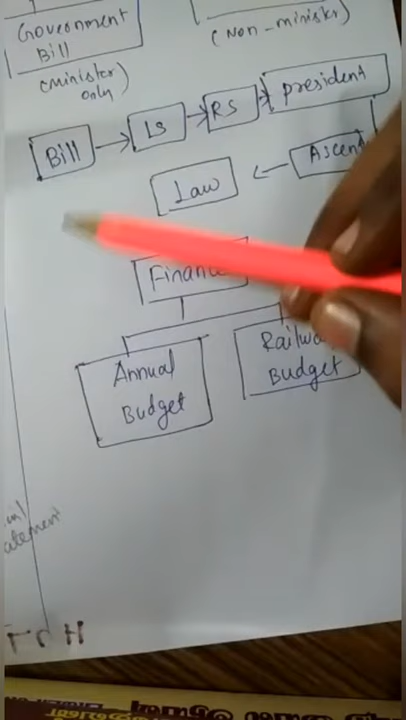 Government
Bill
(Minister
only)
(Non-minister)
Bill
LS
RS
President
Ascent
Law
Finance
Annual
Budget
Railway
Budget